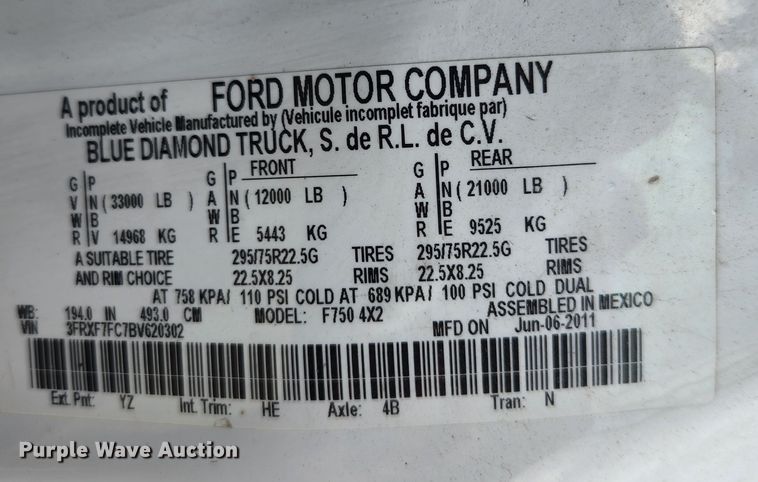 A product of FORD MOTOR COMPANY
Incomplete Vehicle Manufactured by (Vehicule incomplet fabrique par)
BLUE DIAMOND TRUCK, S. de R.L. de C.V.
FRONT REAR
G P G P G P
V N ( 33000 LB ) A N ( 12000 LB ) A N ( 21000 LB )
W B W B W B
R V 14968 KG R E 5443 KG R E 9525 KG
A SUITABLE TIRE 295/75R22.5G TIRES 295/75R22.5G TIRES
AND RIM CHOICE 22.5X8.25 RIMS 22.5X8.25 RIMS
AT 758 KPA/ 110 PSI COLD AT 689 KPA/ 100 PSI COLD DUAL
WB: 194.0 IN 493.0 CM MODEL: F750 4X2 ASSEMBLED IN MEXICO
VIN 3FRXF7FC7BV620302 MFD ON Jun-06-2011
Ext. Pnt: YZ Int. Trim: HE Axle: 4B Tran: N
Purple Wave Auction